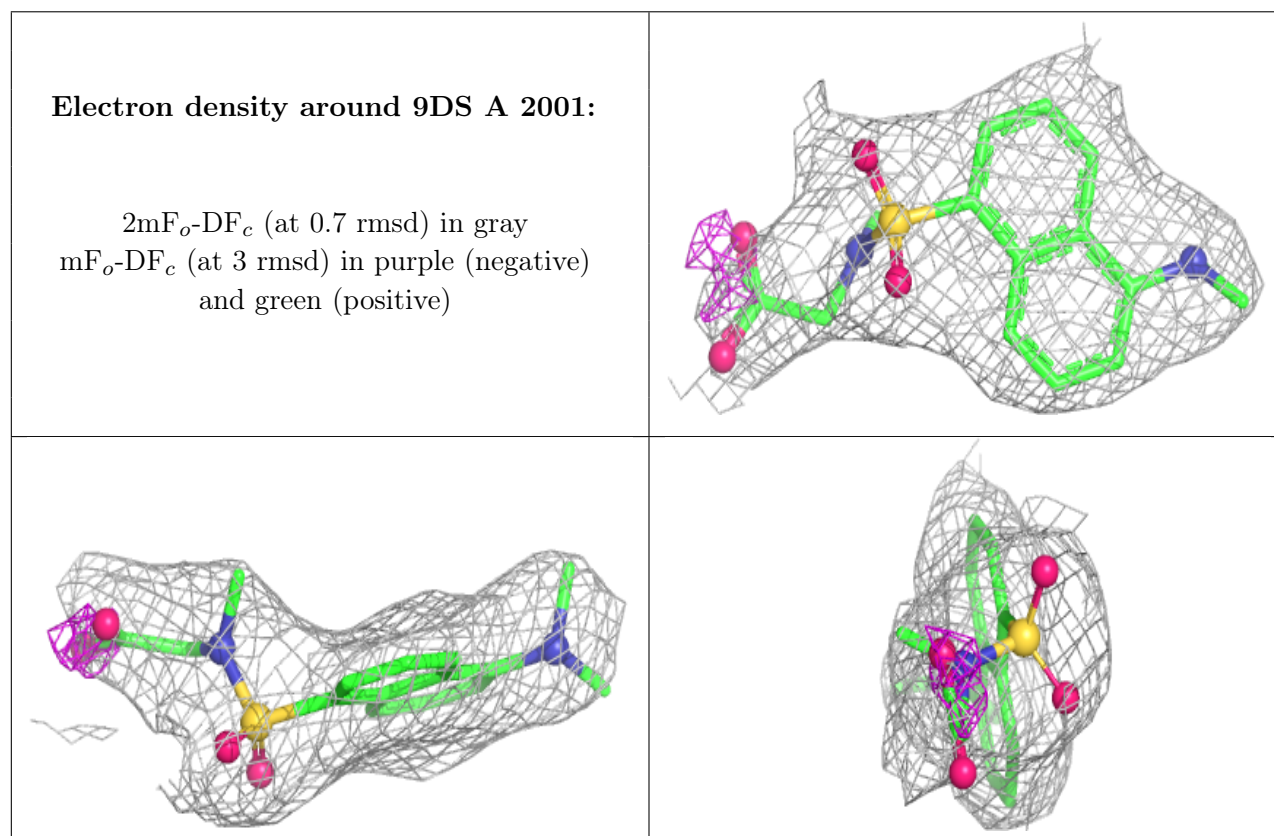 Electron density around 9DS A 2001:
2mFo-DFc (at 0.7 rmsd) in gray
mFo-DFc (at 3 rmsd) in purple (negative)
and green (positive)